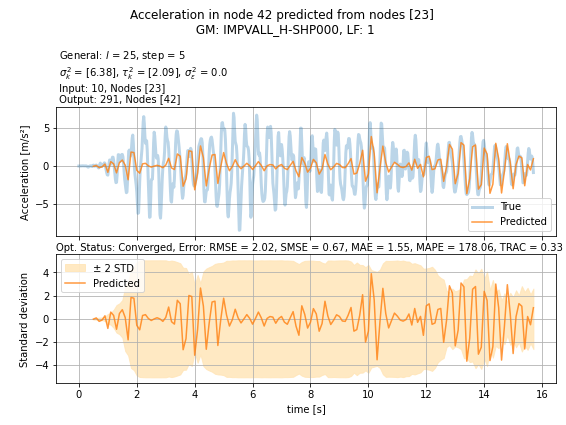 Acceleration in node 42 predicted from nodes [23]
GM: IMPVALL_H-SHP000, LF: 1
General: l = 25, step = 5
σ²ₖ = [6.38], τ²ₖ = [2.09], σ²_ε = 0.0
Input: 10, Nodes [23]
Output: 291, Nodes [42]
Acceleration [m/s²]
5
0
−5
True
Predicted
Opt. Status: Converged, Error: RMSE = 2.02, SMSE = 0.67, MAE = 1.55, MAPE = 178.06, TRAC = 0.33
Standard deviation
4
2
0
−2
−4
± 2 STD
Predicted
0 2 4 6 8 10 12 14 16
time [s]